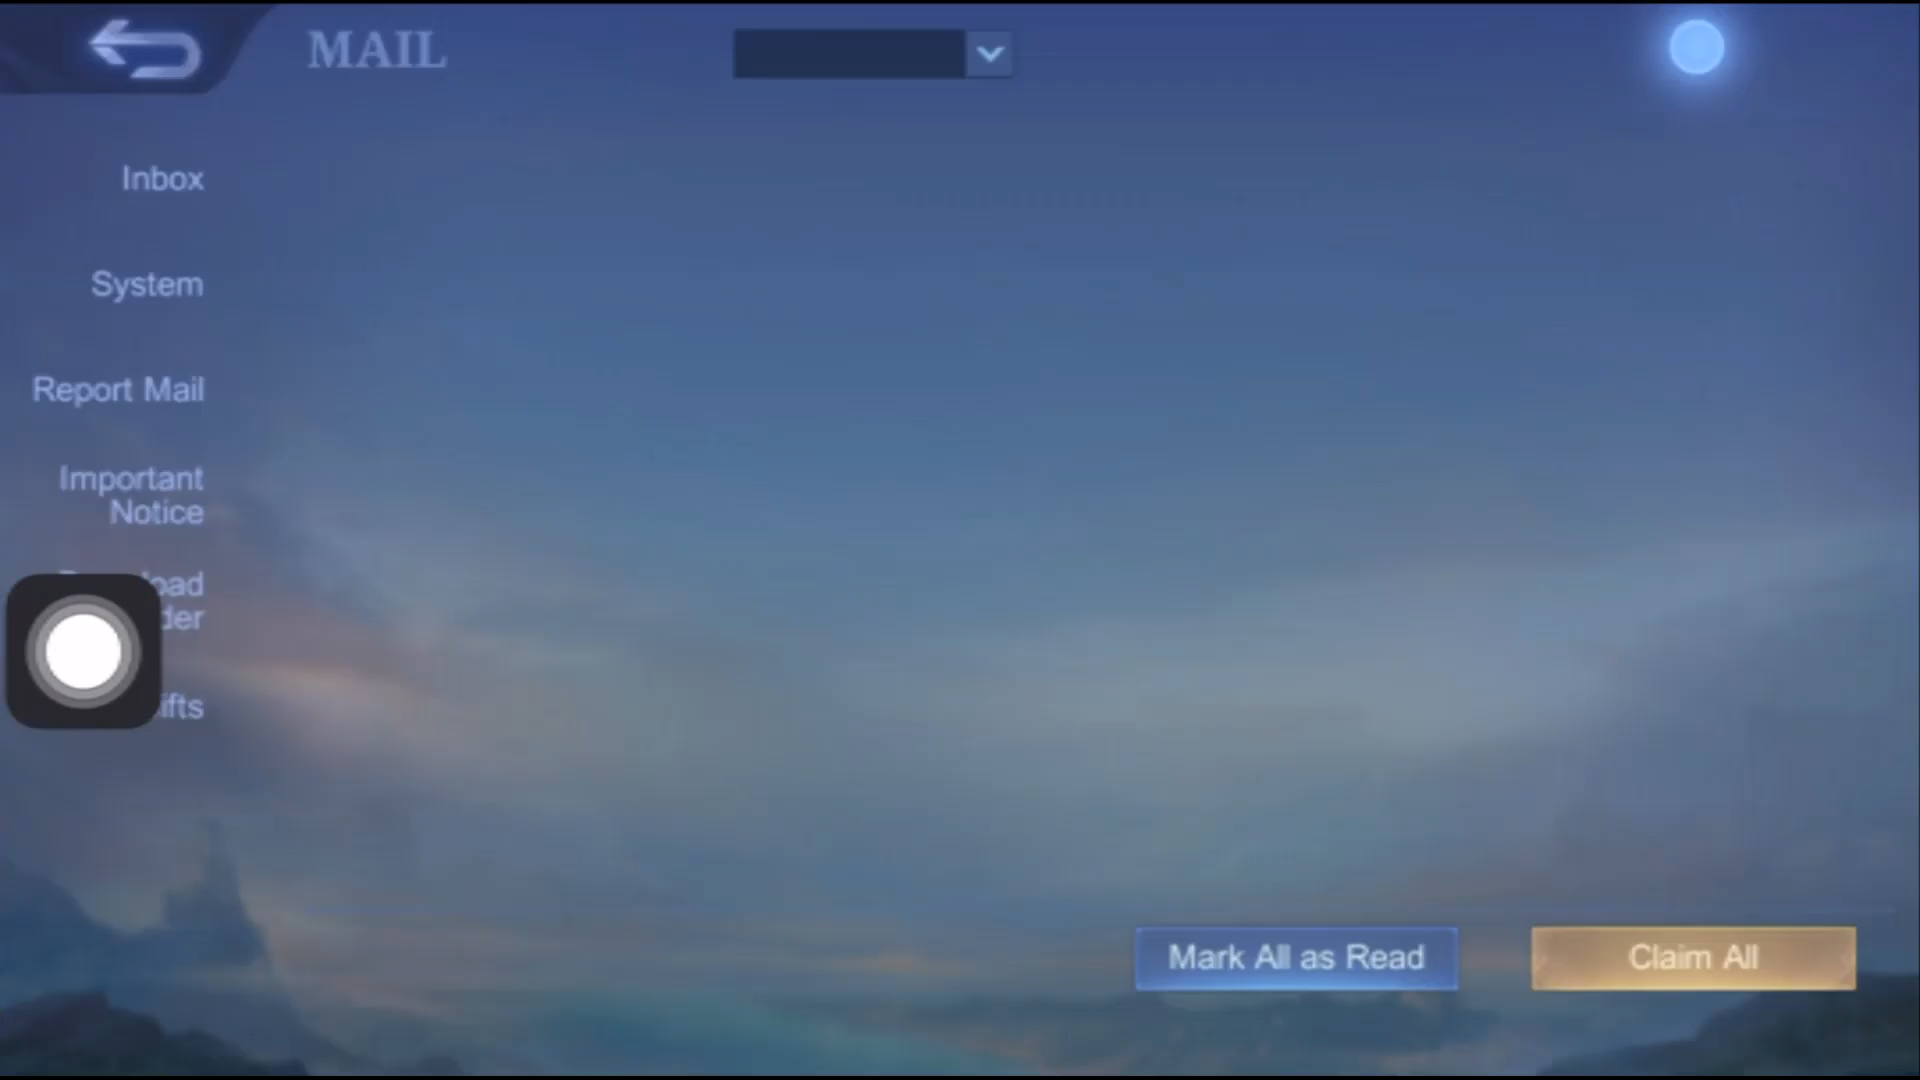 MAIL
Inbox
System
Report Mail
Important
Notice
Mark All as Read
Claim All